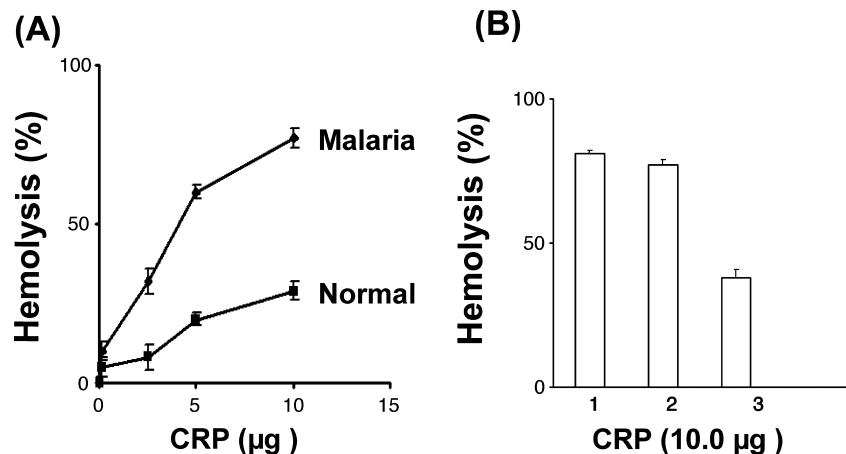 (A)
100
50
0
Hemolysis (%)
Malaria
Normal
0 5 10 15
CRP (µg )
(B)
100
50
0
Hemolysis (%)
1 2 3
CRP (10.0 µg )